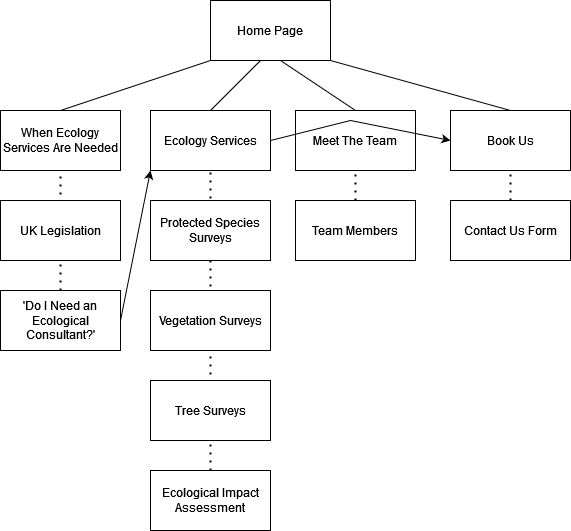 Home Page
When Ecology
Services Are Needed
Ecology Services
Meet The Team
Book Us
UK Legislation
Protected Species
Surveys
Team Members
Contact Us Form
'Do I Need an
Ecological
Consultant?'
Vegetation Surveys
Tree Surveys
Ecological Impact
Assessment